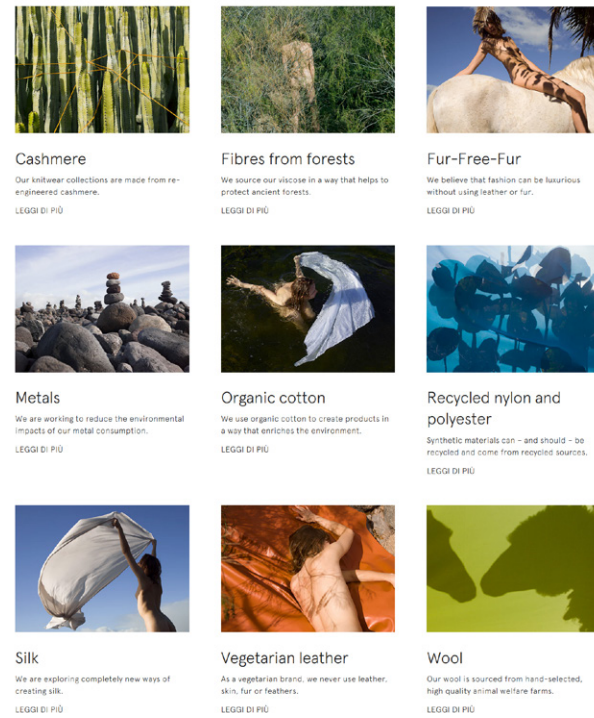 Cashmere
Our knitwear collections are made from re-
engineered cashmere.
LEGGI DI PIÙ
Fibres from forests
We source our viscose in a way that helps to
protect ancient forests.
LEGGI DI PIÙ
Fur-Free-Fur
We believe that fashion can be luxurious
without using leather or fur.
LEGGI DI PIÙ
Metals
We are working to reduce the environmental
impacts of our metal consumption.
LEGGI DI PIÙ
Organic cotton
We use organic cotton to create products in
a way that enriches the environment.
LEGGI DI PIÙ
Recycled nylon and
polyester
Synthetic materials can – and should – be
recycled and come from recycled sources.
LEGGI DI PIÙ
Silk
We are exploring completely new ways of
creating silk.
LEGGI DI PIÙ
Vegetarian leather
As a vegetarian brand, we never use leather,
skin, fur or feathers.
LEGGI DI PIÙ
Wool
Our wool is sourced from hand-selected,
high quality animal welfare farms.
LEGGI DI PIÙ